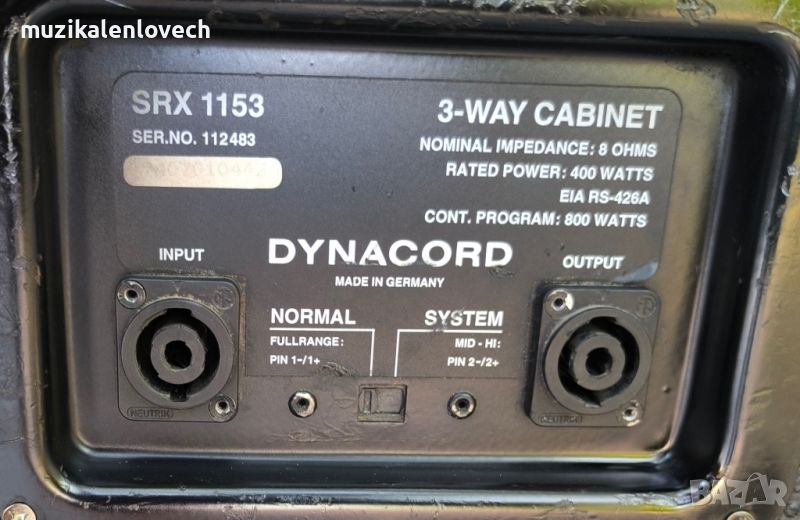 muzikalenlovech
SRX 1153
SER.NO. 112483
3-WAY CABINET
NOMINAL IMPEDANCE: 8 OHMS
RATED POWER: 400 WATTS
EIA RS-426A
CONT. PROGRAM: 800 WATTS
INPUT
DYNACORD
OUTPUT
MADE IN GERMANY
NORMAL
FULLRANGE:
PIN 1-/1+
SYSTEM
MID - HI:
PIN 2-/2+
NEUTRIK
NEUTRIK
BAZAR